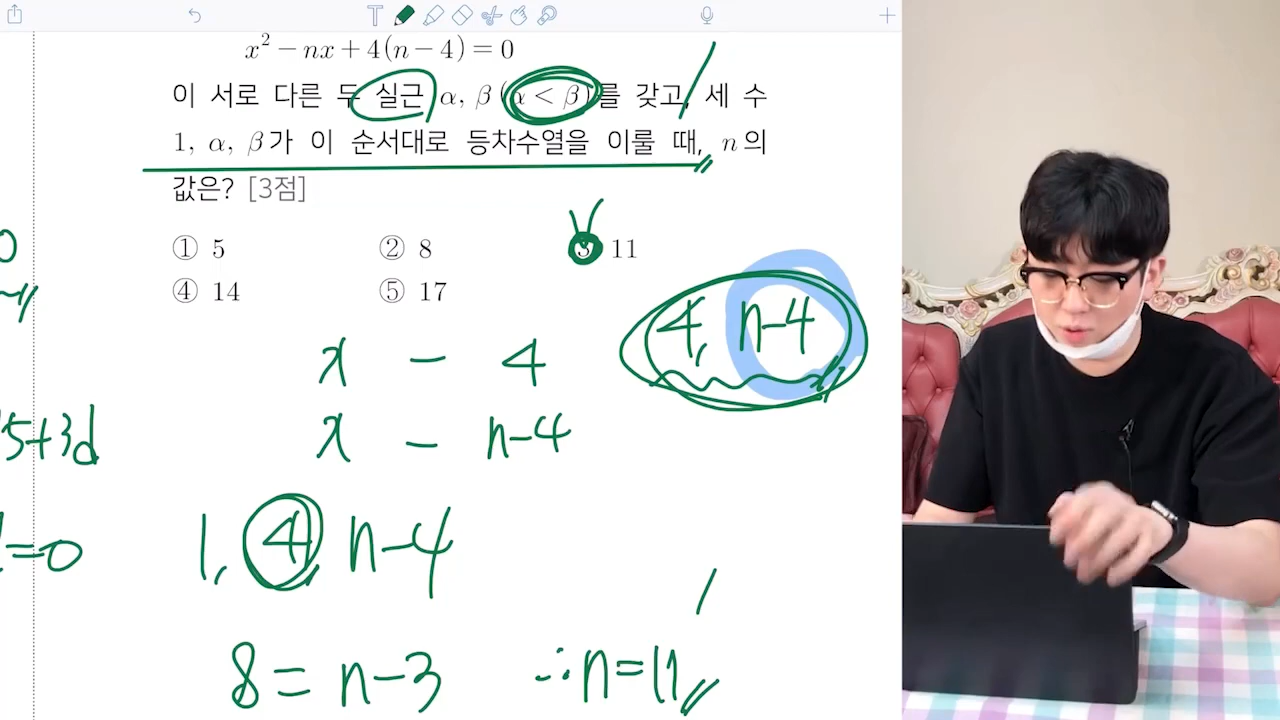 x² − nx + 4(n − 4) = 0
이 서로 다른 두 실근 α, β (α < β)를 갖고, 세 수
1, α, β가 이 순서대로 등차수열을 이룰 때, n의
값은? [3점]
① 5 ② 8 ③ 11
④ 14 ⑤ 17
4, n−4
x − 4
x − n−4
5+3d
1, 4, n−4
=0
8 = n−3 ∴n=11